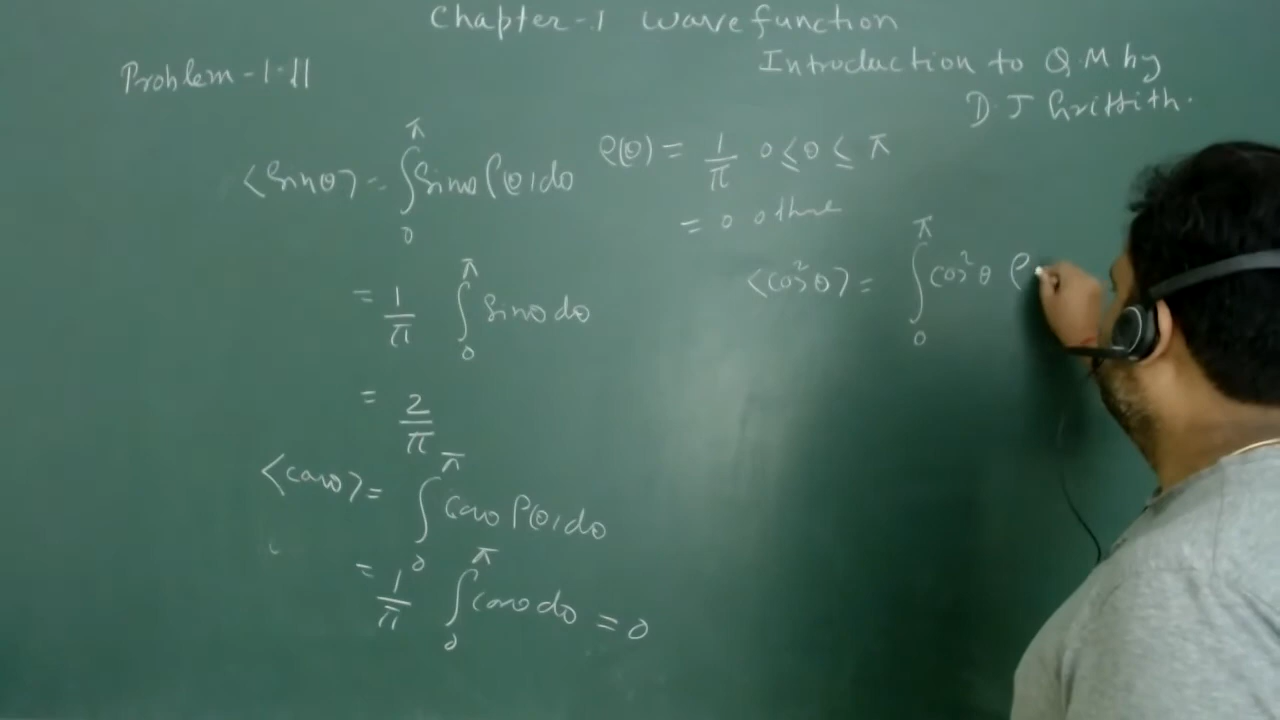 Chapter-1 Wave function
Introduction to Q.M by
D. J Griffith.
Problem-1.11
<Sinθ> = ∫₀^π Sinθ ρ(θ) dθ
= 1/π ∫₀^π Sinθ dθ
= 2/π
<Cosθ> = ∫₀^π Cosθ ρ(θ) dθ
= 1/π ∫₀^π Cosθ dθ = 0
ρ(θ) = 1/π 0 ≤ θ ≤ π
= 0 other
<Cos²θ> = ∫₀^π Cos²θ ρ